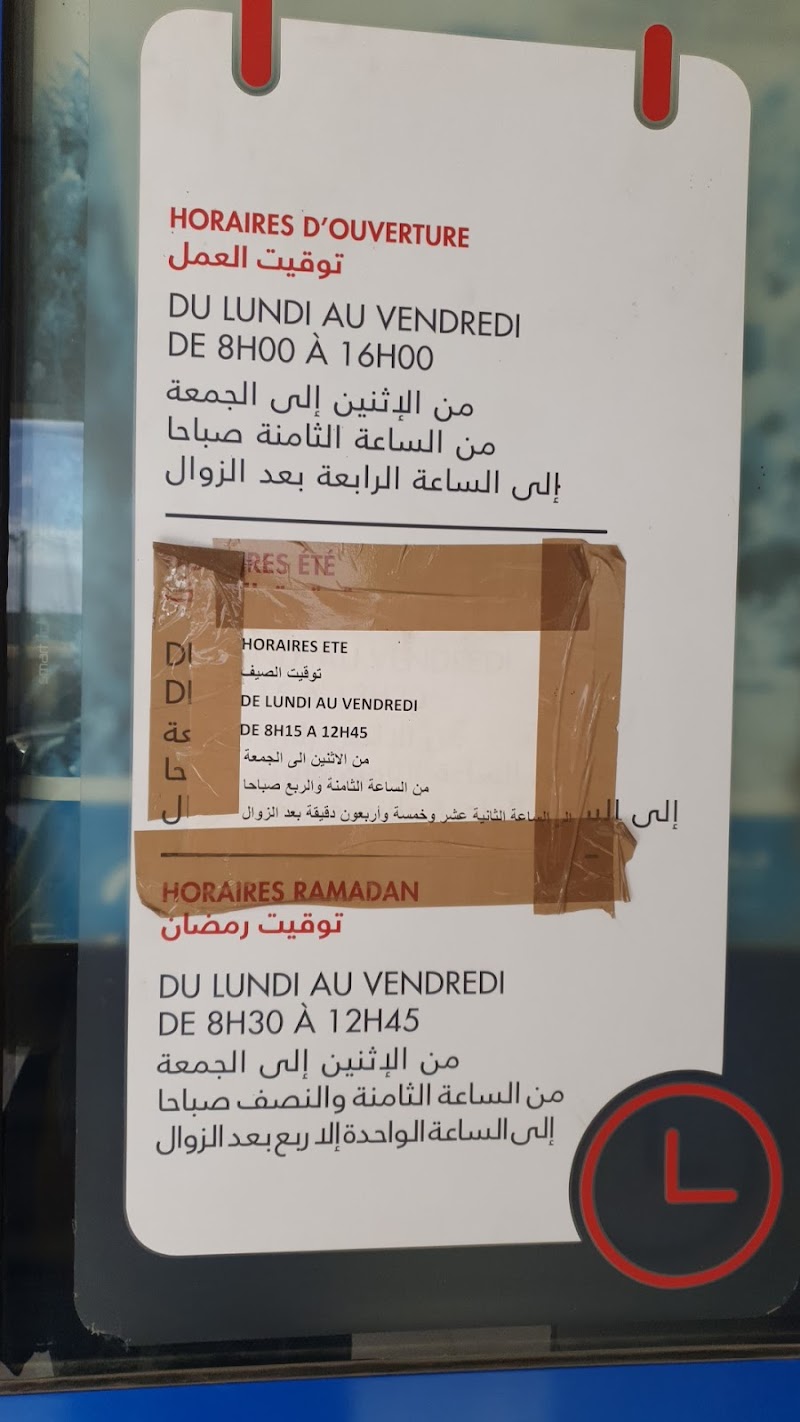 HORAIRES D'OUVERTURE
توقيت العمل
DU LUNDI AU VENDREDI
DE 8H00 À 16H00
من الإثنين إلى الجمعة
من الساعة الثامنة صباحا
إلى الساعة الرابعة بعد الزوال
IRES ÉTÉ
HORAIRES ETE
توقيت الصيف
DE LUNDI AU VENDREDI
DE 8H15 A 12H45
من الاثنين الى الجمعة
من الساعة الثامنة والربع صباحا
الى الساعة الثانية عشر وخمسة وأربعون دقيقة بعد الزوال
إلى
HORAIRES RAMADAN
توقيت رمضان
DU LUNDI AU VENDREDI
DE 8H30 À 12H45
من الإثنين إلى الجمعة
من الساعة الثامنة والنصف صباحا
إلى الساعة الواحدة إلا ربع بعد الزوال